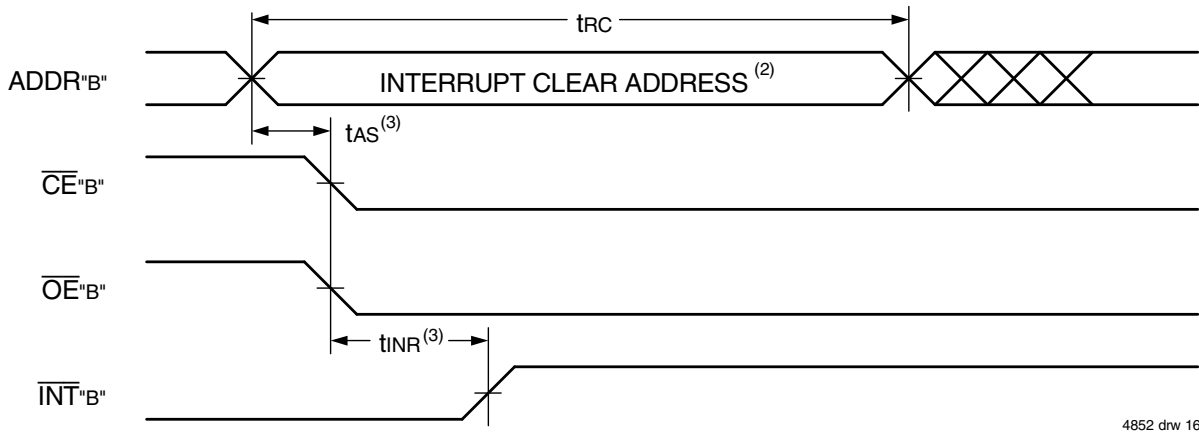 tRC
ADDR"B"
INTERRUPT CLEAR ADDRESS (2)
tAS(3)
CE"B"
OE"B"
tINR(3)
INT"B"
4852 drw 16